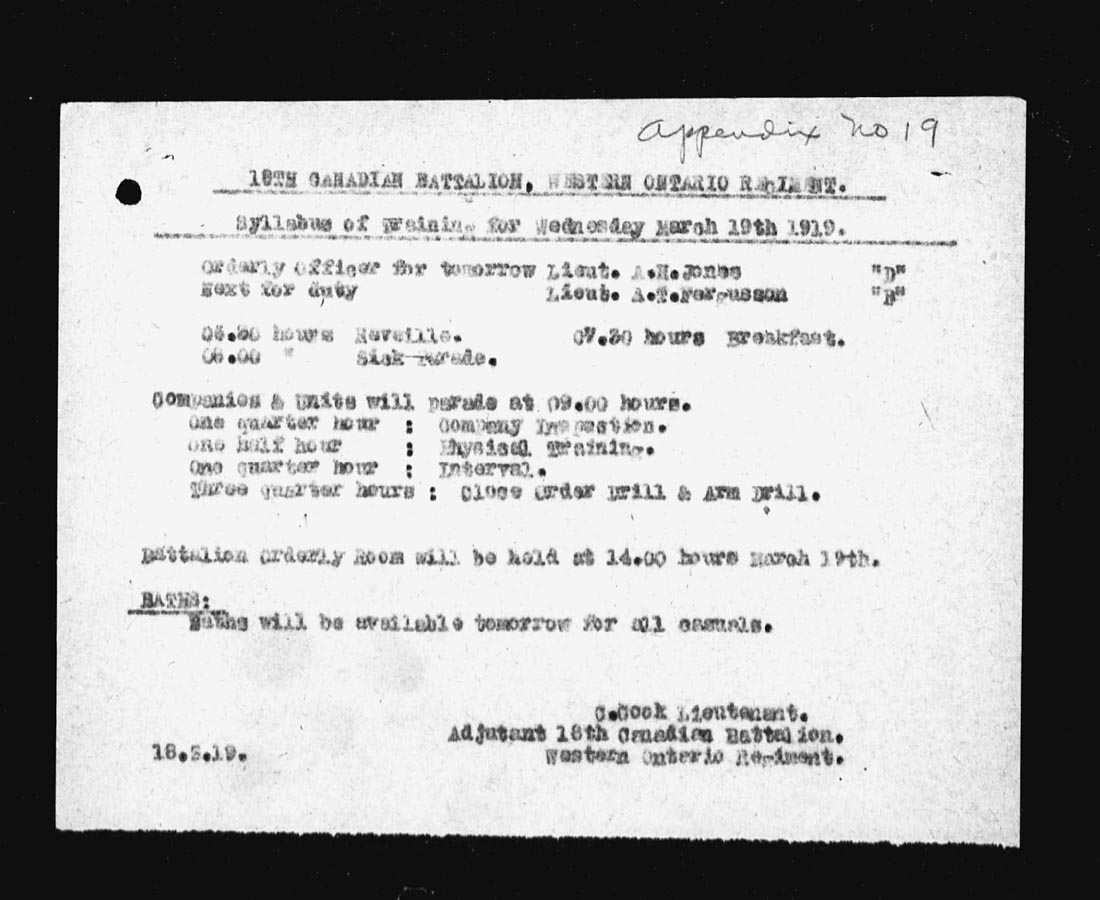 Appendix No 19
18TH CANADIAN BATTALION, WESTERN ONTARIO REGIMENT.
Syllabus of Training for Wednesday March 19th 1919.
Orderly Officer for tomorrow Lieut. A.H.Jones "D"
Next for duty Lieut. A.T.Fergusson "B"
hours Reveille. 07.30 hours Breakfast.
08.00 " Sick Parade.
Companies & Units will parade at 09.00 hours.
One quarter hour : Company Inspection.
One half hour : Physical Training.
One quarter hour : Interval.
Three quarter hours : Close Order Drill & Arm Drill.
Battalion Orderly Room will be held at 14.00 hours March 19th.
BATHS:
Baths will be available tomorrow for all casuals.
C.Cock Lieutenant.
Adjutant 18th Canadian Battalion.
18.3.19. Western Ontario Regiment.